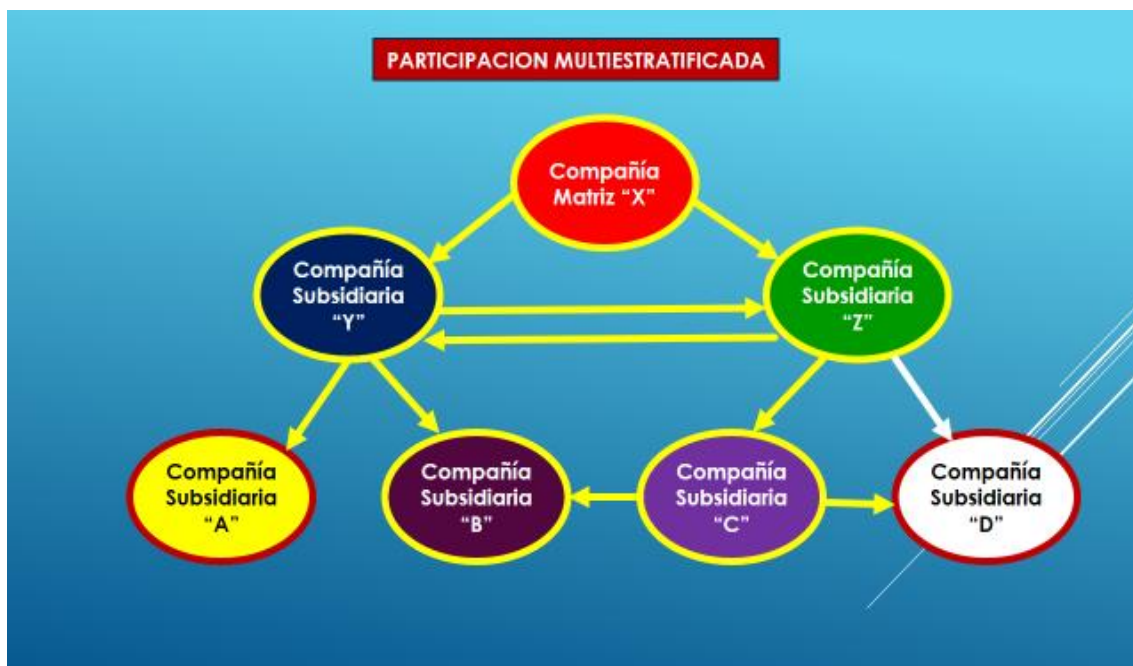 PARTICIPACION MULTIESTRATIFICADA
Compañía
Matriz “X”
Compañía
Subsidiaria
“Y”
Compañía
Subsidiaria
“Z”
Compañía
Subsidiaria
“A”
Compañía
Subsidiaria
“B”
Compañía
Subsidiaria
“C”
Compañía
Subsidiaria
“D”